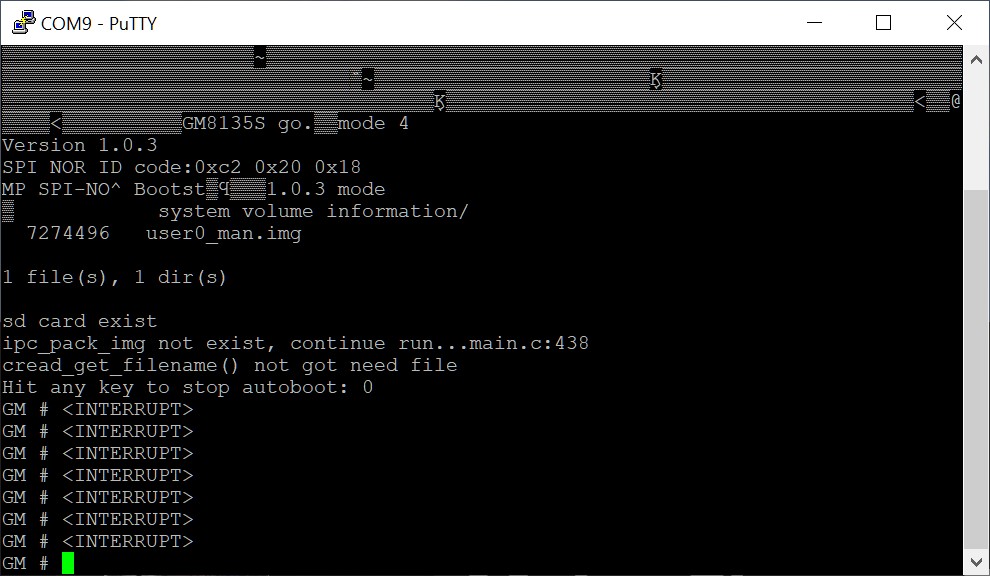 COM9 - PuTTY
~
~ Ķ
Ķ < @
< GM8135S go. mode 4
Version 1.0.3
SPI NOR ID code:0xc2 0x20 0x18
MP SPI-NO^ Bootst q 1.0.3 mode
system volume information/
7274496 user0_man.img
1 file(s), 1 dir(s)
sd card exist
ipc_pack_img not exist, continue run...main.c:438
cread_get_filename() not got need file
Hit any key to stop autoboot: 0
GM # <INTERRUPT>
GM # <INTERRUPT>
GM # <INTERRUPT>
GM # <INTERRUPT>
GM # <INTERRUPT>
GM # <INTERRUPT>
GM # <INTERRUPT>
GM #